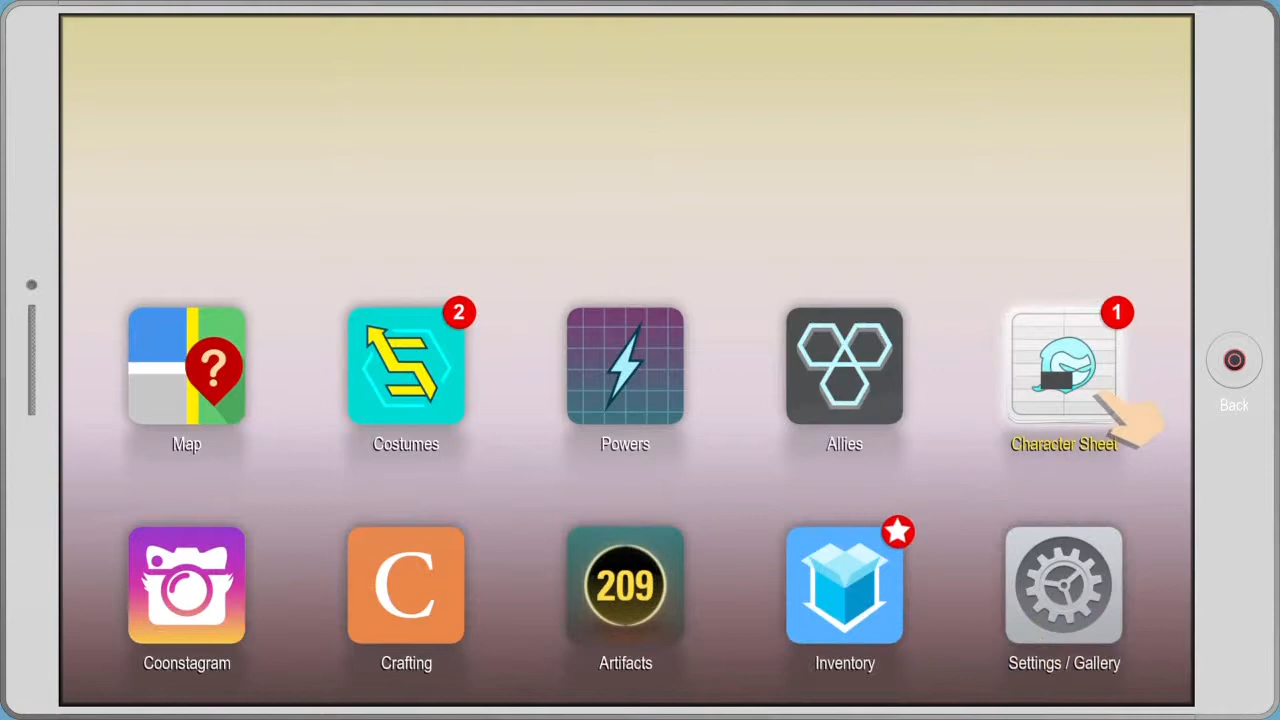 2
1
?
Map
Costumes
Powers
Allies
Character Sheet
Back
C
209
Coonstagram
Crafting
Artifacts
Inventory
Settings / Gallery